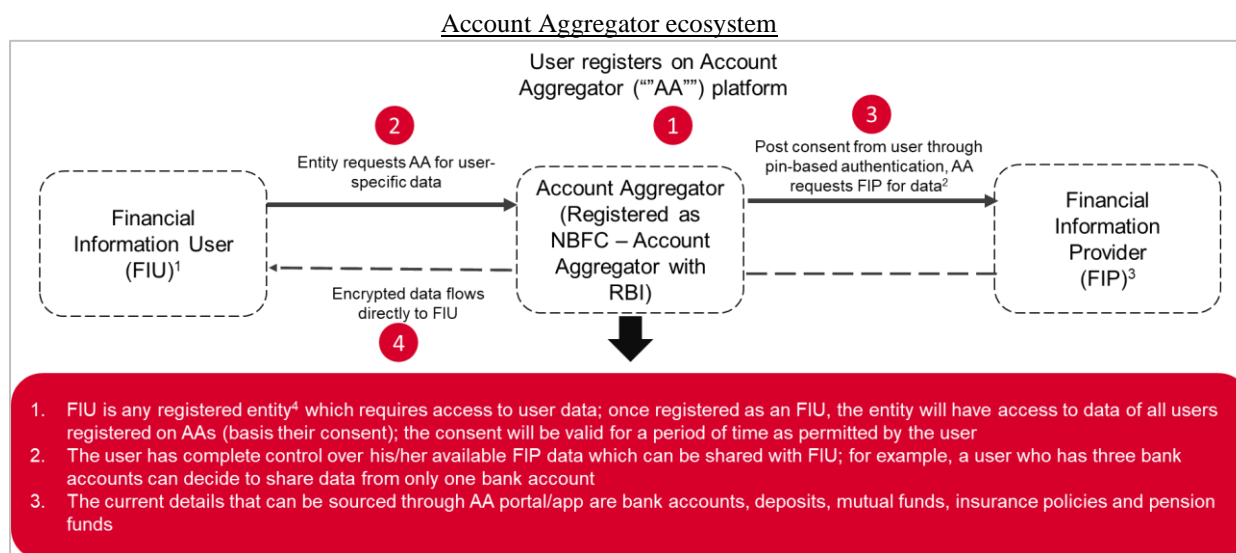 Account Aggregator ecosystem
User registers on Account
Aggregator (“”AA””) platform
2
1
3
Entity requests AA for user-
specific data
Post consent from user through
pin-based authentication, AA
requests FIP for data2
Financial
Information User
(FIU)1
Account Aggregator
(Registered as
NBFC – Account
Aggregator with
RBI)
Financial
Information
Provider
(FIP)3
Encrypted data flows
directly to FIU
4
1. FIU is any registered entity4 which requires access to user data; once registered as an FIU, the entity will have access to data of all users
registered on AAs (basis their consent); the consent will be valid for a period of time as permitted by the user
2. The user has complete control over his/her available FIP data which can be shared with FIU; for example, a user who has three bank
accounts can decide to share data from only one bank account
3. The current details that can be sourced through AA portal/app are bank accounts, deposits, mutual funds, insurance policies and pension
funds